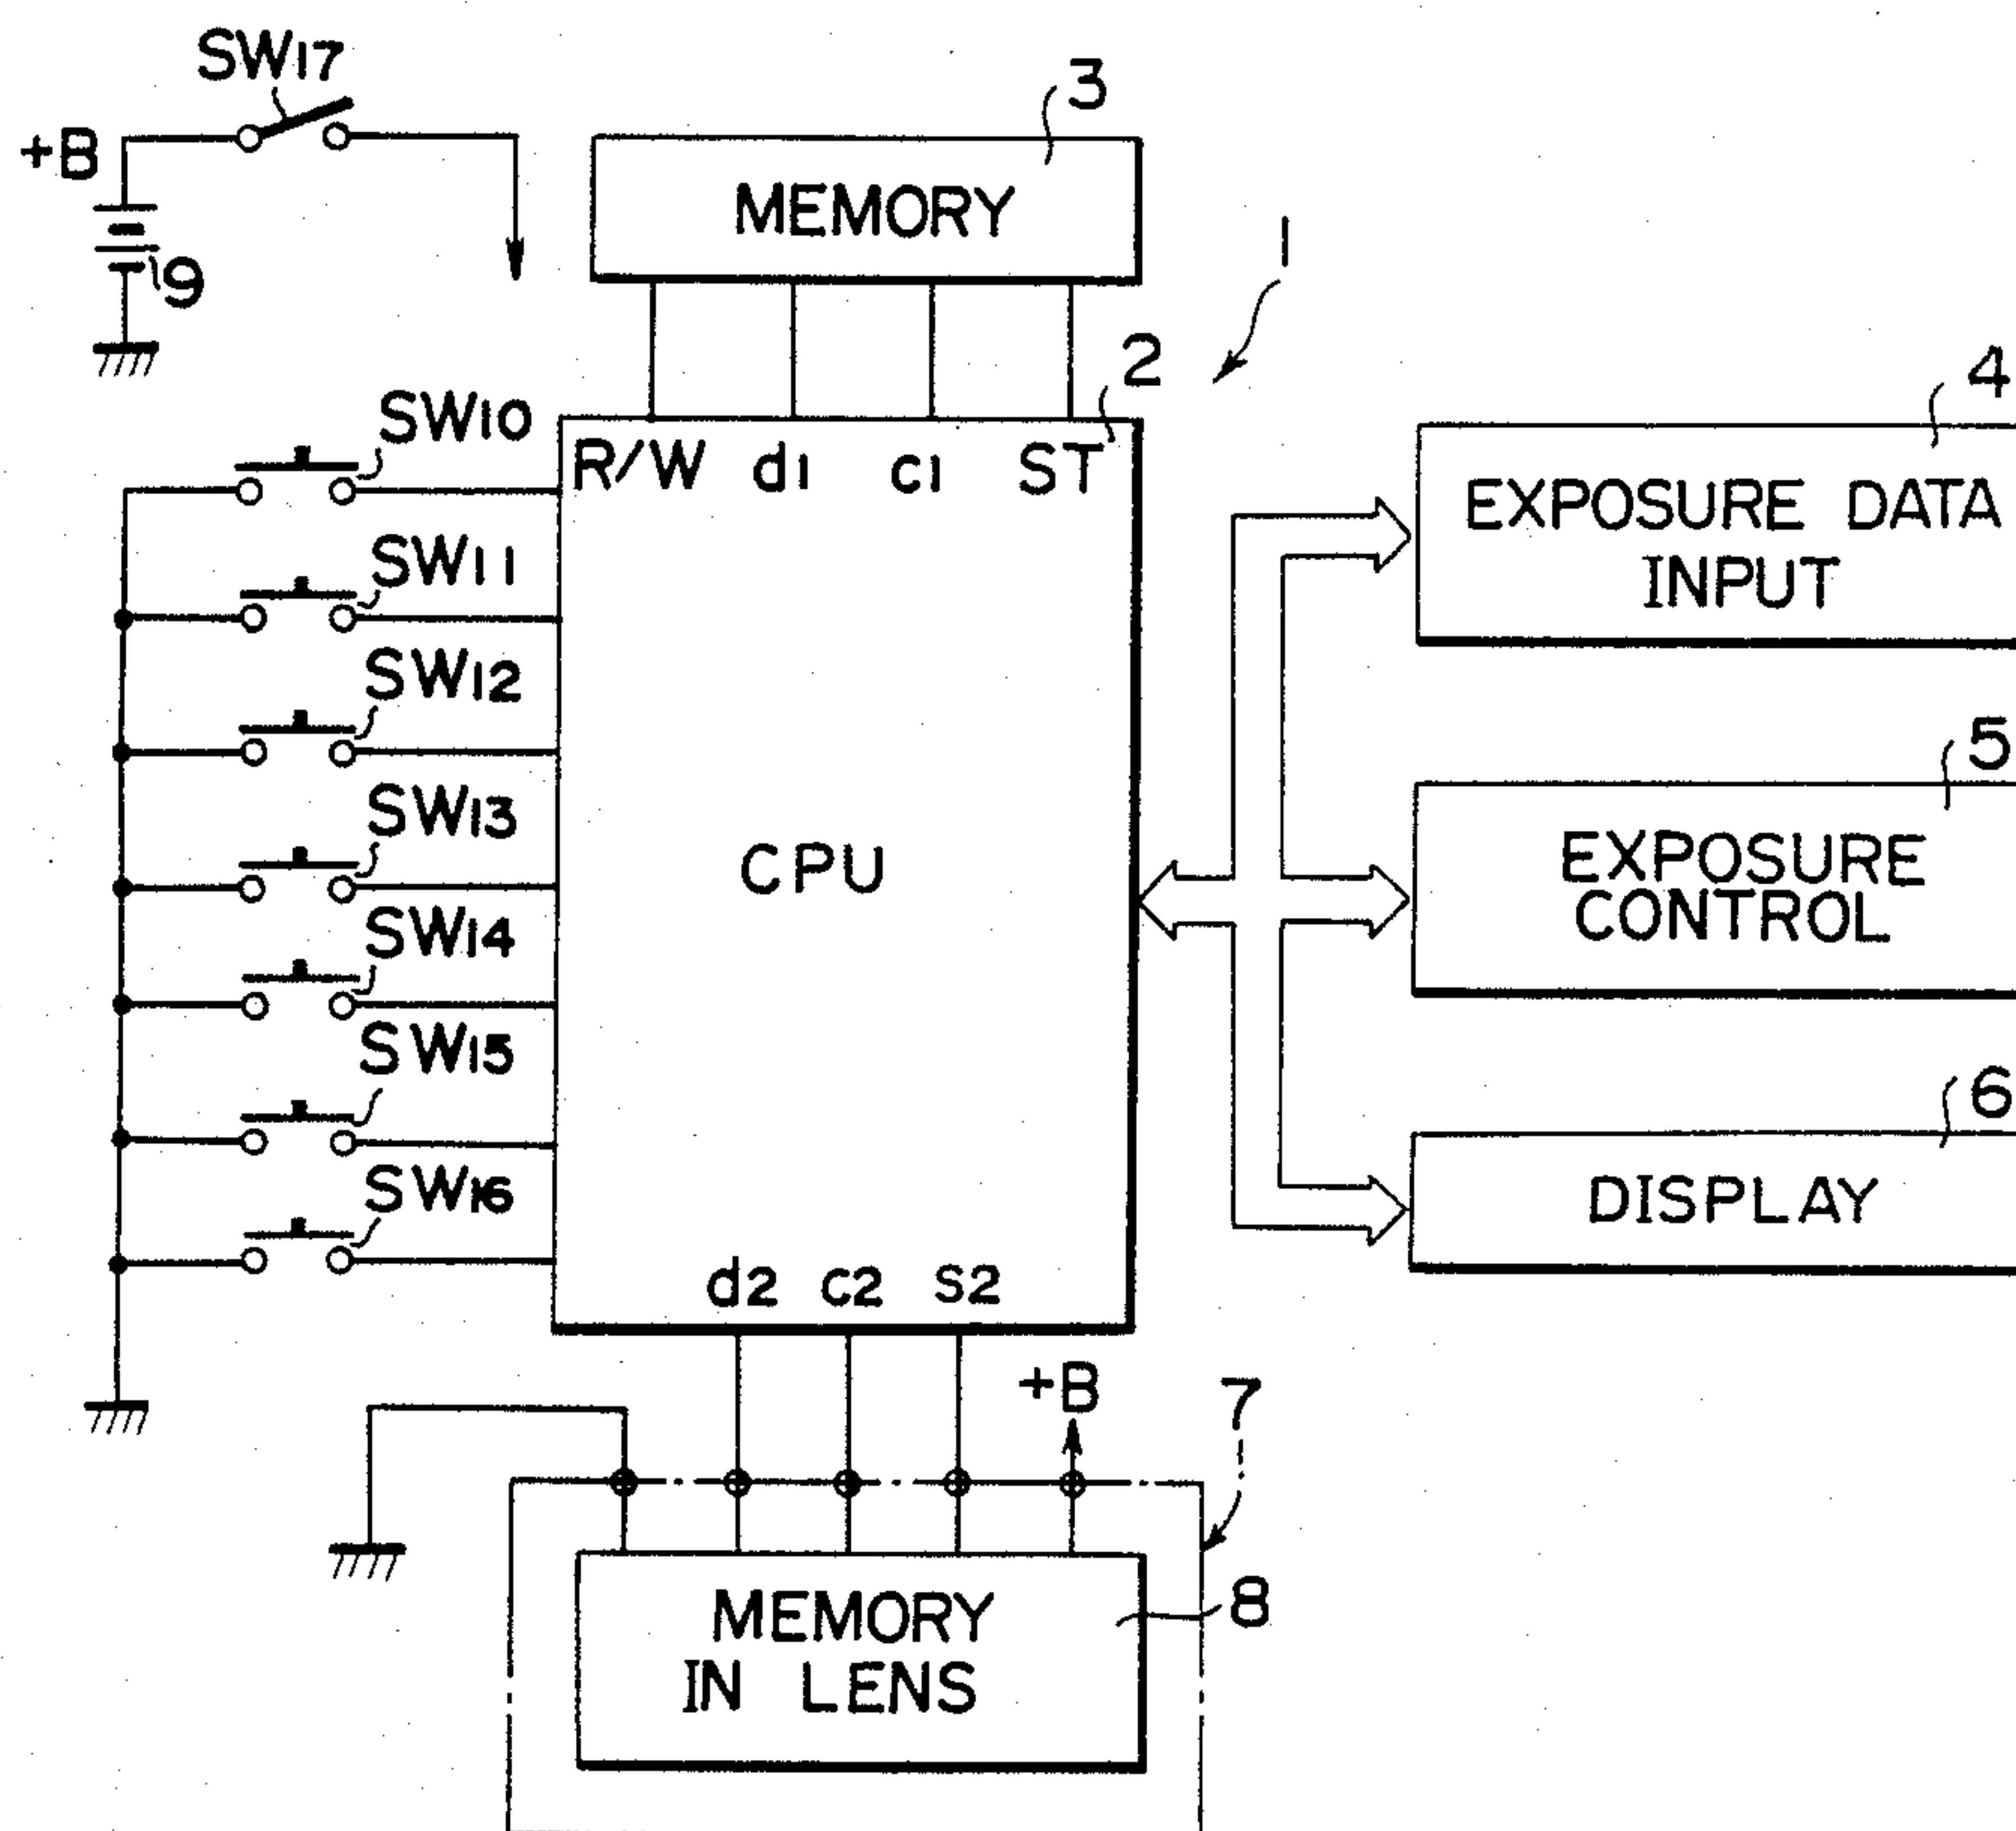 SW17
+B
3
MEMORY
9
1
2
4
SW10
R/W d1 c1 ST
EXPOSURE DATA
INPUT
SW11
SW12
5
SW13
CPU
EXPOSURE
CONTROL
SW14
SW15
6
SW16
DISPLAY
d2 c2 s2
+B
7
8
MEMORY
IN LENS